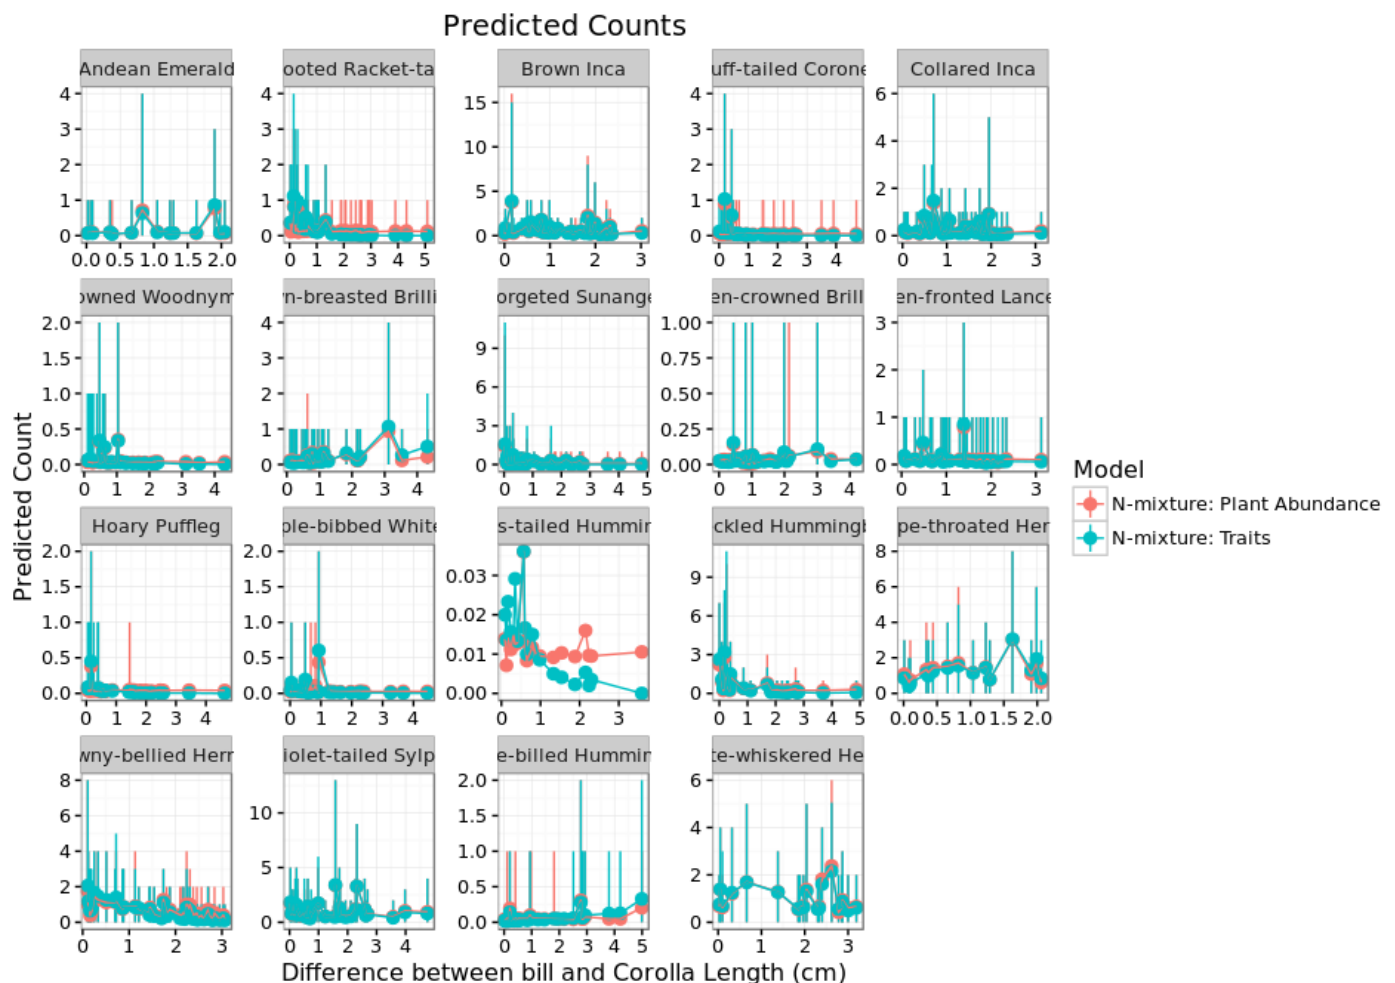 Predicted Counts
Andean Emerald ooted Racket-ta Brown Inca uff-tailed Corone Collared Inca
4 3 2 1 0
0.0 0.5 1.0 1.5 2.0
4 3 2 1 0
0 1 2 3 4 5
15 10 5 0
0 1 2 3
4 3 2 1 0
0 1 2 3 4
6 4 2 0
0 1 2 3
owned Woodnym n-breasted Brilli orgeted Sunange en-crowned Brill en-fronted Lance
2.0 1.5 1.0 0.5 0.0
0 1 2 3 4
4 3 2 1 0
0 1 2 3 4
9 6 3 0
0 1 2 3 4 5
1.00 0.75 0.50 0.25 0.00
0 1 2 3 4
3 2 1 0
0 1 2 3
Hoary Puffleg ple-bibbed White s-tailed Hummin ckled Hummingb pe-throated Her
2.0 1.5 1.0 0.5 0.0
0 1 2 3 4
2.0 1.5 1.0 0.5 0.0
0 1 2 3 4
0.03 0.02 0.01 0.00
0 1 2 3
9 6 3 0
0 1 2 3 4 5
8 6 4 2 0
0.0 0.5 1.0 1.5 2.0
wny-bellied Herr iolet-tailed Sylp e-billed Hummin te-whiskered He
8 6 4 2 0
0 1 2 3
10 5 0
0 1 2 3 4
2.0 1.5 1.0 0.5 0.0
0 1 2 3 4 5
6 4 2 0
0 1 2 3
Predicted Count
Difference between bill and Corolla Length (cm)
Model
N-mixture: Plant Abundance
N-mixture: Traits